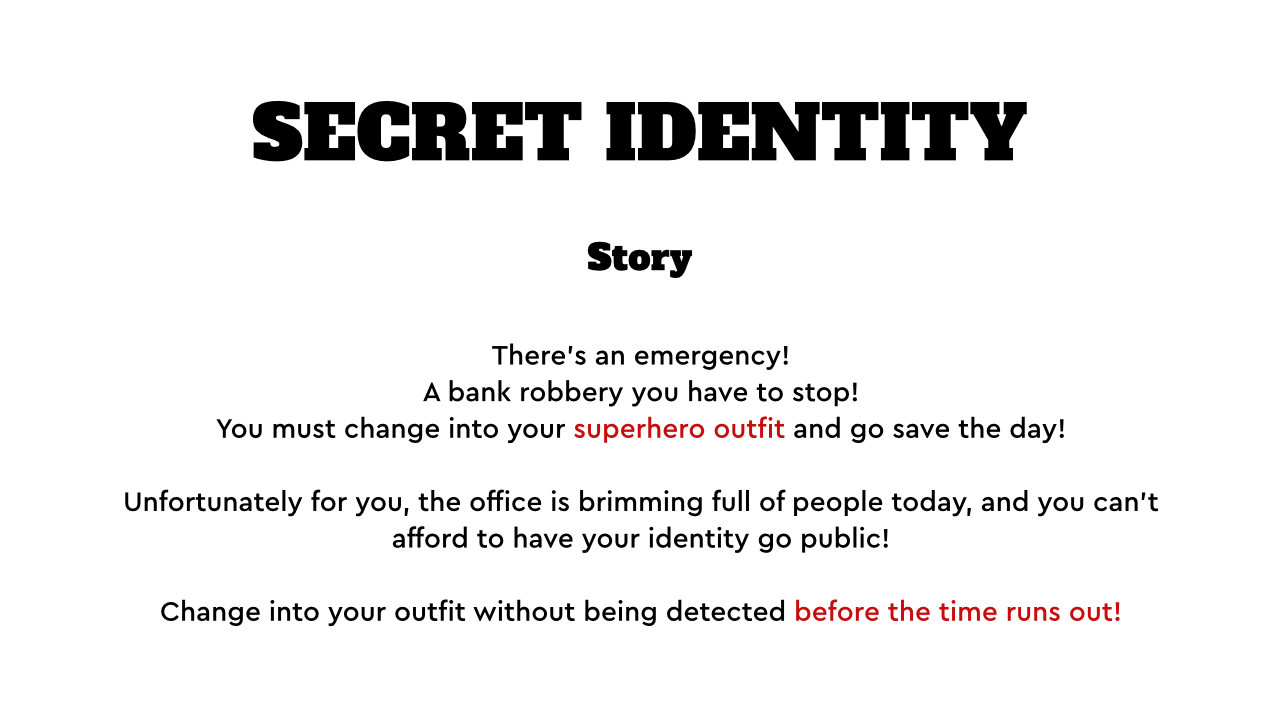 SECRET IDENTITY
Story
There's an emergency!
A bank robbery you have to stop!
You must change into your superhero outfit and go save the day!
Unfortunately for you, the office is brimming full of people today, and you can't
afford to have your identity go public!
Change into your outfit without being detected before the time runs out!